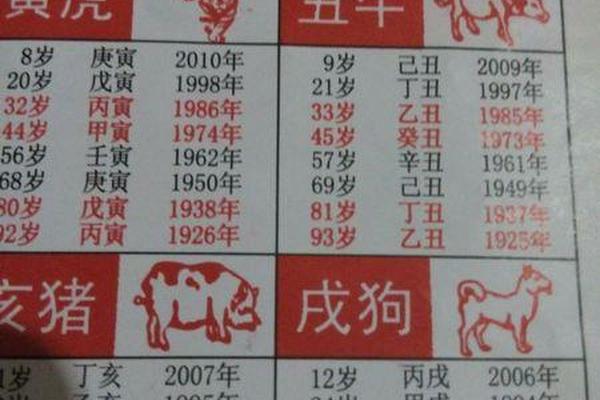 寅虎
8岁 庚寅 2010年
20岁 戊寅 1998年
32岁 丙寅 1986年
44岁 甲寅 1974年
56岁 壬寅 1962年
68岁 庚寅 1950年
80岁 戊寅 1938年
92岁 丙寅 1926年
丑牛
9岁 己丑 2009年
21岁 丁丑 1997年
33岁 乙丑 1985年
45岁 癸丑 1973年
57岁 辛丑 1961年
69岁 己丑 1949年
81岁 丁丑 1937年
93岁 乙丑 1925年
亥猪
丁亥 2007年
戌狗
12岁 丙戌 2006年